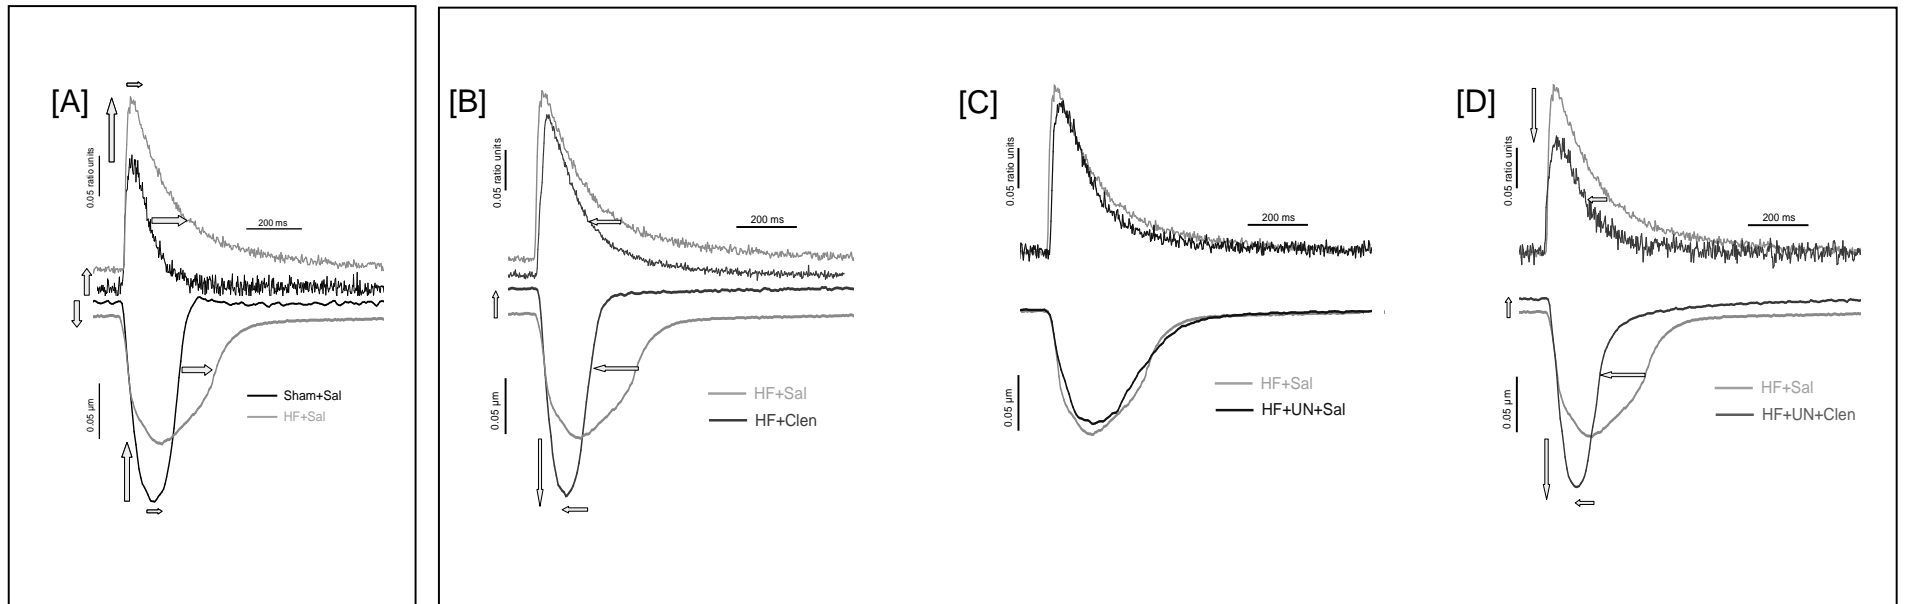 [A]
0.05 ratio units
200 ms
0.05 μm
Sham+Sal
HF+Sal
[B]
0.05 ratio units
200 ms
0.05 μm
HF+Sal
HF+Clen
[C]
0.05 ratio units
200 ms
0.05 μm
HF+Sal
HF+UN+Sal
[D]
0.05 ratio units
200 ms
0.05 μm
HF+Sal
HF+UN+Clen